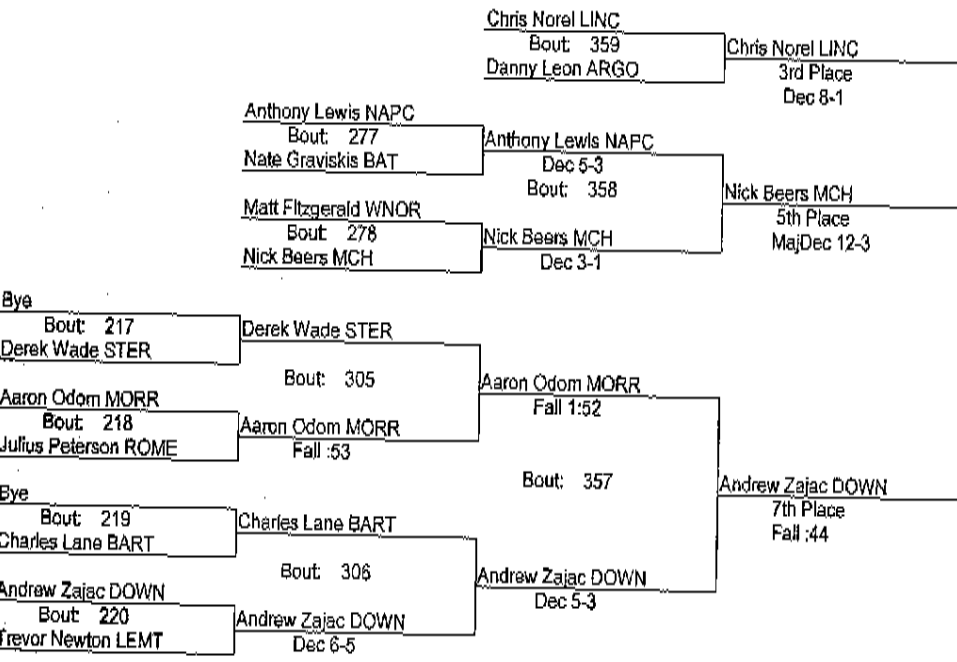 Chris Norel LINC
Bout: 359
Danny Leon ARGO
Chris Norel LINC
3rd Place
Dec 8-1
Anthony Lewis NAPC
Bout: 277
Nate Graviskis BAT
Anthony Lewis NAPC
Dec 5-3
Bout: 358
Matt Fitzgerald WNOR
Bout: 278
Nick Beers MCH
Nick Beers MCH
Dec 3-1
Nick Beers MCH
5th Place
MajDec 12-3
Bye
Bout: 217
Derek Wade STER
Derek Wade STER
Bout: 305
Aaron Odom MORR
Bout: 218
Julius Peterson ROME
Aaron Odom MORR
Fall :53
Aaron Odom MORR
Fall 1:52
Bout: 357
Bye
Bout: 219
Charles Lane BART
Charles Lane BART
Bout: 306
Andrew Zajac DOWN
Bout: 220
Trevor Newton LEMT
Andrew Zajac DOWN
Dec 6-5
Andrew Zajac DOWN
Dec 5-3
Andrew Zajac DOWN
7th Place
Fall :44